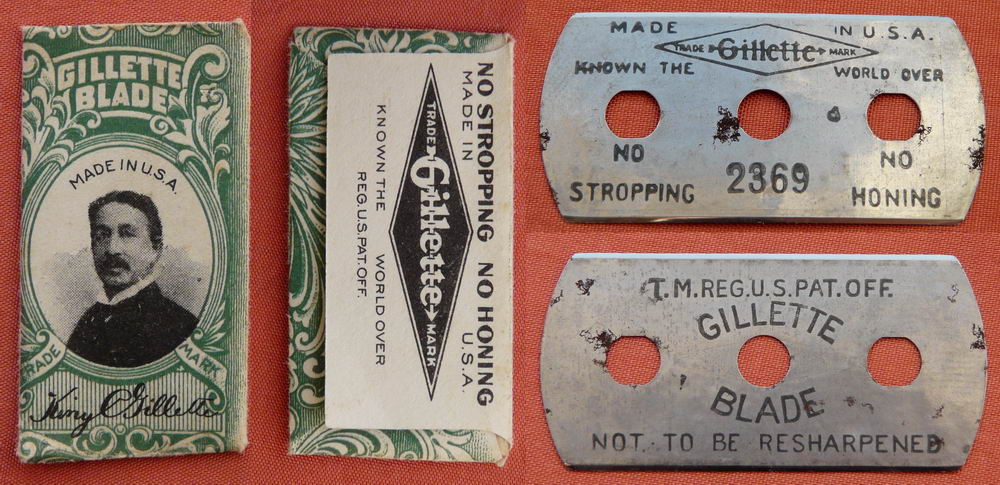 GILLETTE
BLADE
MADE IN U.S.A.
TRADE MARK
King C Gillette
NO STROPPING NO HONING
MADE IN U.S.A.
TRADE Gillette MARK
KNOWN THE WORLD OVER
REG.U.S.PAT.OFF.
MADE IN U.S.A.
TRADE Gillette MARK
KNOWN THE WORLD OVER
NO NO
STROPPING 2369 HONING
T.M.REG.U.S.PAT.OFF.
GILLETTE
BLADE
NOT TO BE RESHARPENED